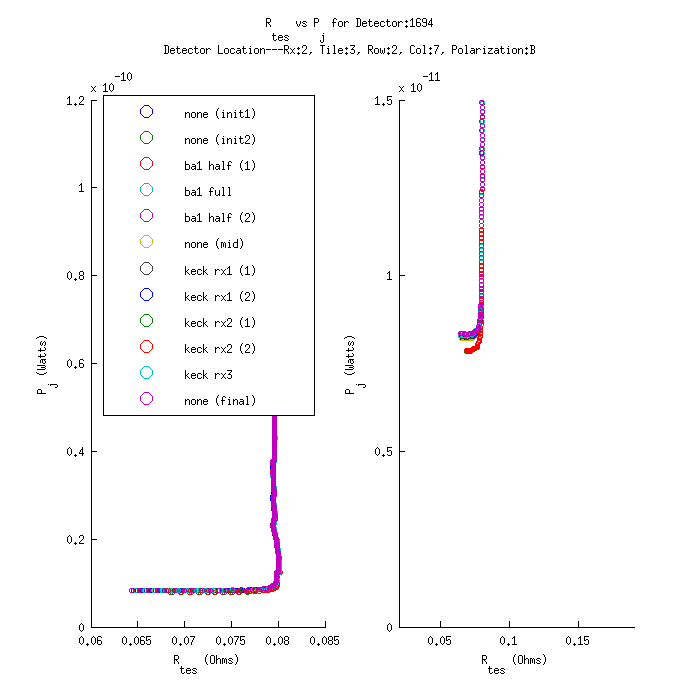 R tes vs P j for Detector:1694
Detector Location---Rx:2, Tile:3, Row:2, Col:7, Polarization:B
x 10^-10
1.2
1
0.8
0.6
0.4
0.2
0
P j (Watts)
none (init1)
none (init2)
ba1 half (1)
ba1 full
ba1 half (2)
none (mid)
keck rx1 (1)
keck rx1 (2)
keck rx2 (1)
keck rx2 (2)
keck rx3
none (final)
0.06 0.065 0.07 0.075 0.08 0.085
R tes (Ohms)
x 10^-11
1.5
1
0.5
0
P j (Watts)
0.05 0.1 0.15
R tes (Ohms)